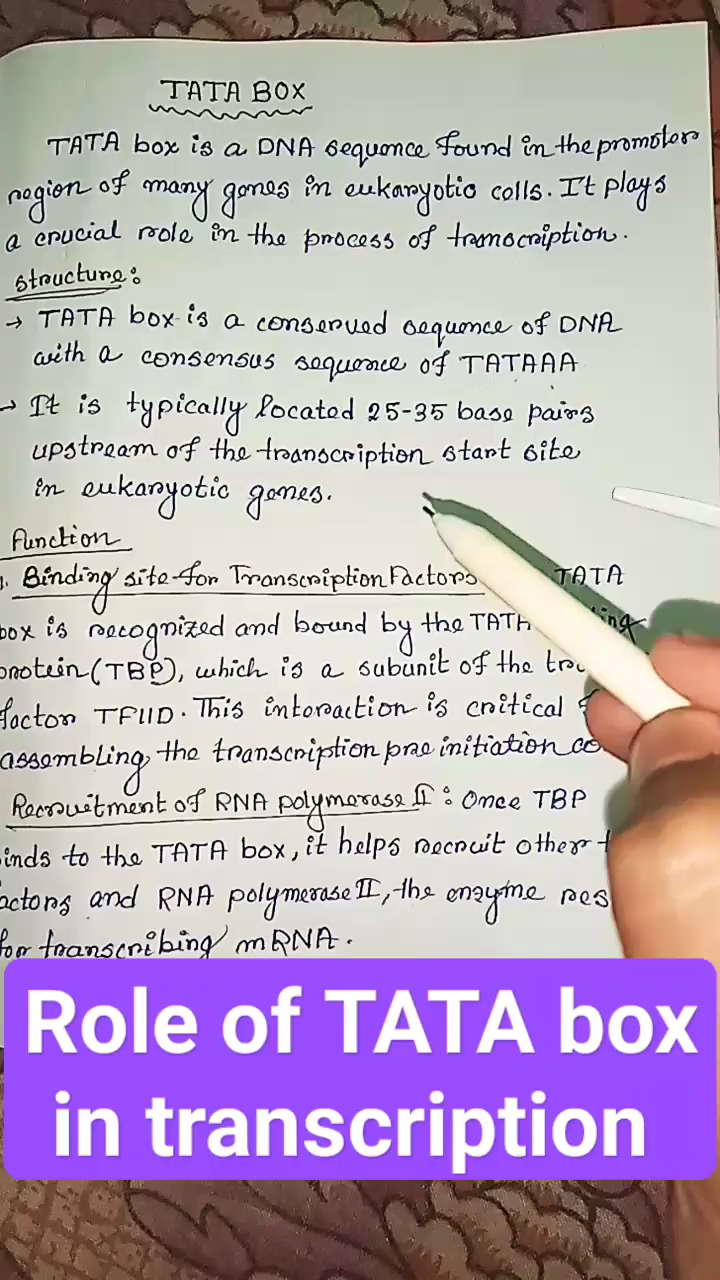 TATA BOX
TATA box is a DNA sequence found in the promotor
region of many genes in eukaryotic cells. It plays
a crucial role in the process of transcription.
Structure:
→ TATA box is a conserved sequence of DNA
with a consensus sequence of TATAAA
→ It is typically located 25-35 base pairs
upstream of the transcription start site
in eukaryotic genes.
Function
1. Binding site for Transcription Factors TATA
box is recognized and bound by the TATA
protein (TBP), which is a subunit of the
factor TFIID. This interaction is critical
assembling the transcription pre initiation
Recruitment of RNA polymerase II: Once TBP
inds to the TATA box, it helps recruit other
actors and RNA polymerase II, the enzyme
for transcribing mRNA.
Role of TATA box
in transcription